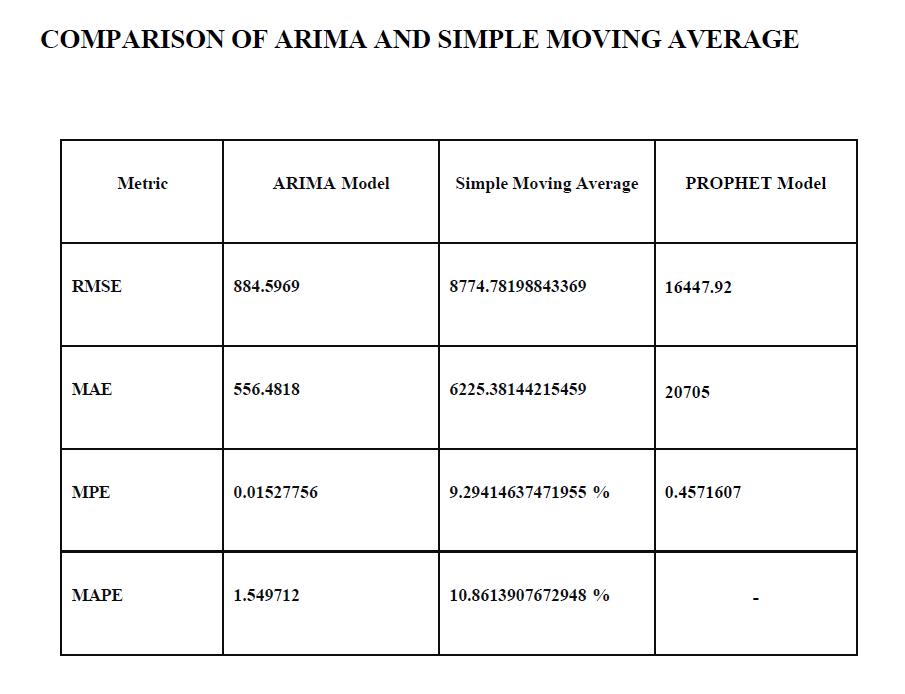 COMPARISON OF ARIMA AND SIMPLE MOVING AVERAGE
Metric ARIMA Model Simple Moving Average PROPHET Model
RMSE 884.5969 8774.78198843369 16447.92
MAE 556.4818 6225.38144215459 20705
MPE 0.01527756 9.29414637471955 % 0.4571607
MAPE 1.549712 10.8613907672948 % -